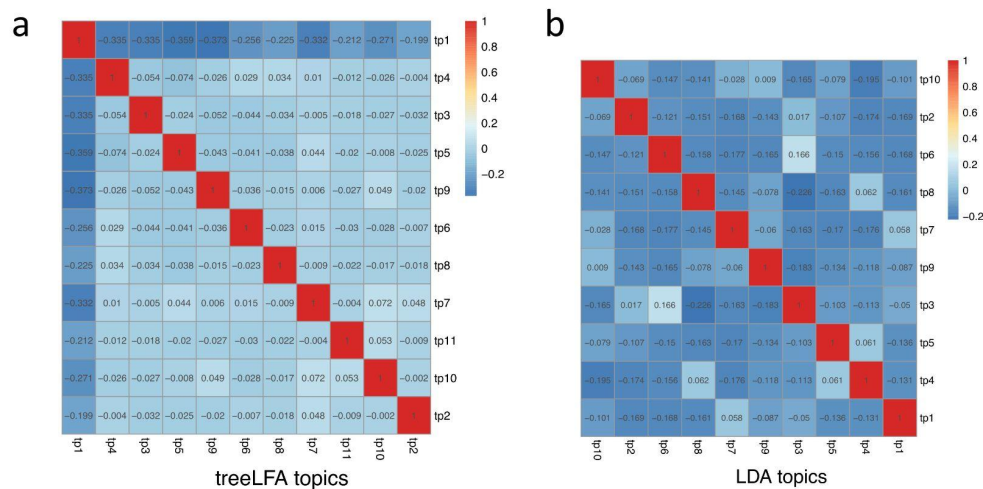 a
b
1 −0.335 −0.335 −0.359 −0.373 −0.256 −0.225 −0.332 −0.212 −0.271 −0.199 tp1
−0.335 1 −0.054 −0.074 −0.026 0.029 0.034 0.01 −0.012 −0.026 −0.004 tp4
−0.335 −0.054 1 −0.024 −0.052 −0.044 −0.034 −0.005 −0.018 −0.027 −0.032 tp3
−0.359 −0.074 −0.024 1 −0.043 −0.041 −0.038 0.044 −0.02 −0.008 −0.025 tp5
−0.373 −0.026 −0.052 −0.043 1 −0.036 −0.015 0.006 −0.027 0.049 −0.02 tp9
−0.256 0.029 −0.044 −0.041 −0.036 1 −0.023 0.015 −0.03 −0.028 −0.007 tp6
−0.225 0.034 −0.034 −0.038 −0.015 −0.023 1 −0.009 −0.022 −0.017 −0.018 tp8
−0.332 0.01 −0.005 0.044 0.006 0.015 −0.009 1 −0.004 0.072 0.048 tp7
−0.212 −0.012 −0.018 −0.02 −0.027 −0.03 −0.022 −0.004 1 0.053 −0.009 tp11
−0.271 −0.026 −0.027 −0.008 0.049 −0.028 −0.017 0.072 0.053 1 −0.002 tp10
−0.199 −0.004 −0.032 −0.025 −0.02 −0.007 −0.018 0.048 −0.009 −0.002 1 tp2
tp1 tp4 tp3 tp5 tp9 tp6 tp8 tp7 tp11 tp10 tp2
treeLFA topics
1
0.8
0.6
0.4
0.2
0
−0.2
1 −0.069 −0.147 −0.141 −0.028 0.009 −0.165 −0.079 −0.195 −0.101 tp10
−0.069 1 −0.121 −0.151 −0.168 −0.143 0.017 −0.107 −0.174 −0.169 tp2
−0.147 −0.121 1 −0.158 −0.177 −0.165 0.166 −0.15 −0.156 −0.168 tp6
−0.141 −0.151 −0.158 1 −0.145 −0.078 −0.226 −0.163 0.062 −0.161 tp8
−0.028 −0.168 −0.177 −0.145 1 −0.06 −0.163 −0.17 −0.176 0.058 tp7
0.009 −0.143 −0.165 −0.078 −0.06 1 −0.183 −0.134 −0.118 −0.087 tp9
−0.165 0.017 0.166 −0.226 −0.163 −0.183 1 −0.103 −0.113 −0.05 tp3
−0.079 −0.107 −0.15 −0.163 −0.17 −0.134 −0.103 1 0.061 −0.136 tp5
−0.195 −0.174 −0.156 0.062 −0.176 −0.118 −0.113 0.061 1 −0.131 tp4
−0.101 −0.169 −0.168 −0.161 0.058 −0.087 −0.05 −0.136 −0.131 1 tp1
tp10 tp2 tp6 tp8 tp7 tp9 tp3 tp5 tp4 tp1
LDA topics
1
0.8
0.6
0.4
0.2
0
−0.2